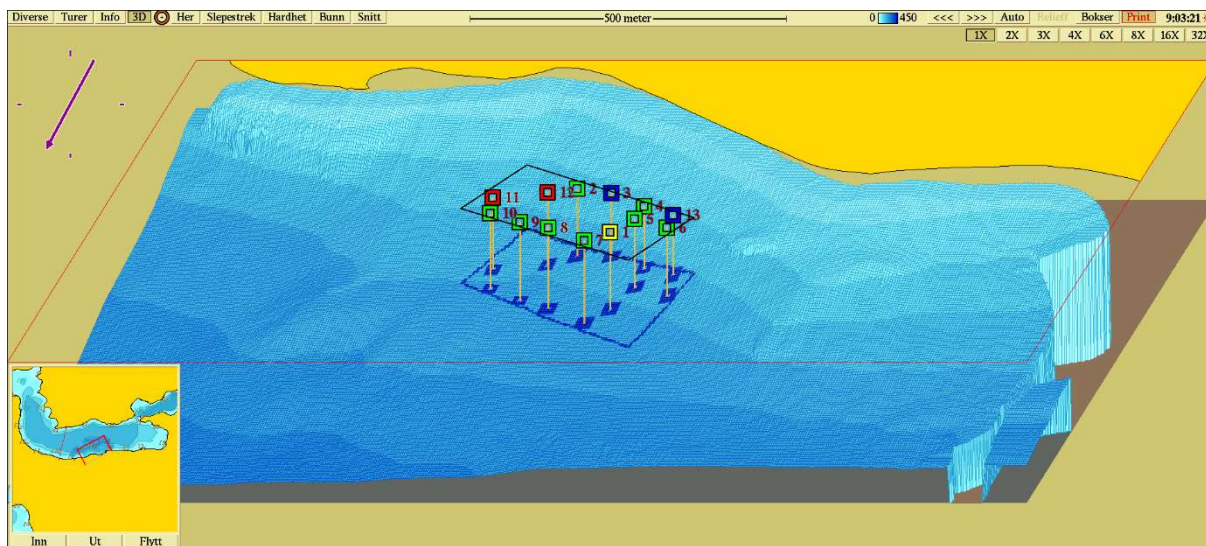 Diverse Turer Info 3D Her Slepestrek Hardhet Bunn Snitt 500 meter 0 450 <<< >>> Auto Relieff Bokser Print 9:03:21
1X 2X 3X 4X 6X 8X 16X 32X
2 3
11 12 4
10 9 8 5 13
7 1 6
Inn Ut Flytt